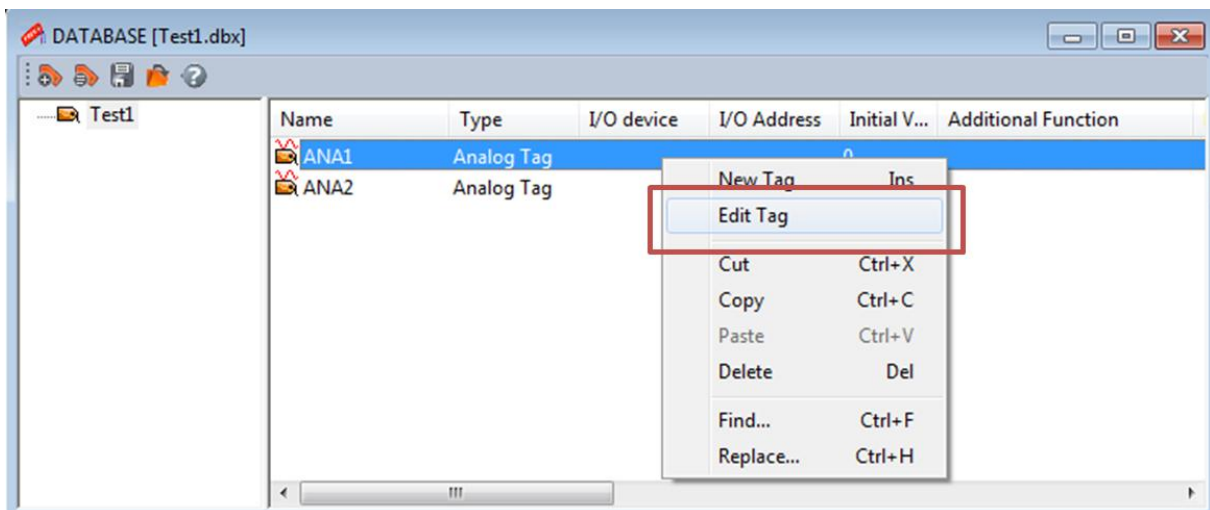 DATABASE [Test1.dbx]
Test1
Name Type I/O device I/O Address Initial V... Additional Function
ANA1 Analog Tag 0
ANA2 Analog Tag
New Tag Ins
Edit Tag
Cut Ctrl+X
Copy Ctrl+C
Paste Ctrl+V
Delete Del
Find... Ctrl+F
Replace... Ctrl+H